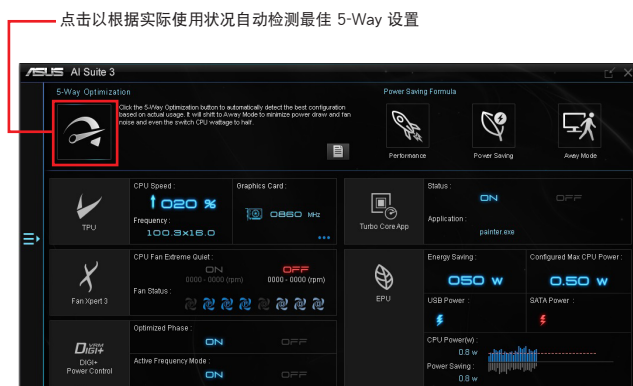 点击以根据实际使用状况自动检测最佳 5-Way 设置
ASUS AI Suite 3
5-Way Optimization
Click the 5-Way Optimization button to automatically detect the best configuration
based on actual usage. It will shift to Away Mode to minimize power draw and fan
noise and even the switch CPU wattage to half.
Power Saving Formula
Performance
Power Saving
Away Mode
TPU
CPU Speed :
020 %
Frequency :
100.3x16.0
Graphics Card :
0860 MHz
Turbo Core App
Status :
ON OFF
Application :
painter.exe
Fan Xpert 3
CPU Fan Extreme Quiet :
ON OFF
0000 - 0000 (rpm) 0000 - 0000 (rpm)
Fan Status :
EPU
Energy Saving :
050 w
Configured Max CPU Power :
0.50 w
USB Power :
SATA Power :
CPU Power(w) :
0.8 w
Power Saving :
0.8 w
DIGI+ VRM
DIGI+
Power Control
Optimized Phase :
ON OFF
Active Frequency Mode :
ON OFF